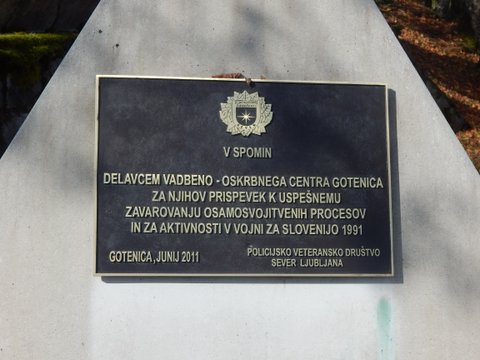 V SPOMIN
DELAVCEM VADBENO - OSKRBNEGA CENTRA GOTENICA
ZA NJIHOV PRISPEVEK K USPEŠNEMU
ZAVAROVANJU OSAMOSVOJITVENIH PROCESOV
IN ZA AKTIVNOSTI V VOJNI ZA SLOVENIJO 1991
GOTENICA, JUNIJ 2011
POLICIJSKO VETERANSKO DRUŠTVO
SEVER LJUBLJANA